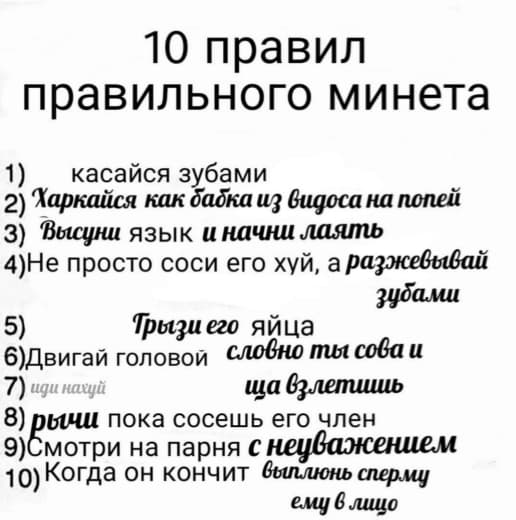 10 правил
правильного минета
1) касайся зубами
2) Харкайся как бабка из видоса на попей
3) Высуни язык и начни лаять
4)Не просто соси его хуй, а разжевывай
зубами
5) Грызи его яйца
6)Двигай головой словно ты сова и
7) иди нахуй ща взлетишь
8) рычи пока сосешь его член
9)Смотри на парня с неуважением
10)Когда он кончит выплюнь сперму
ему в лицо